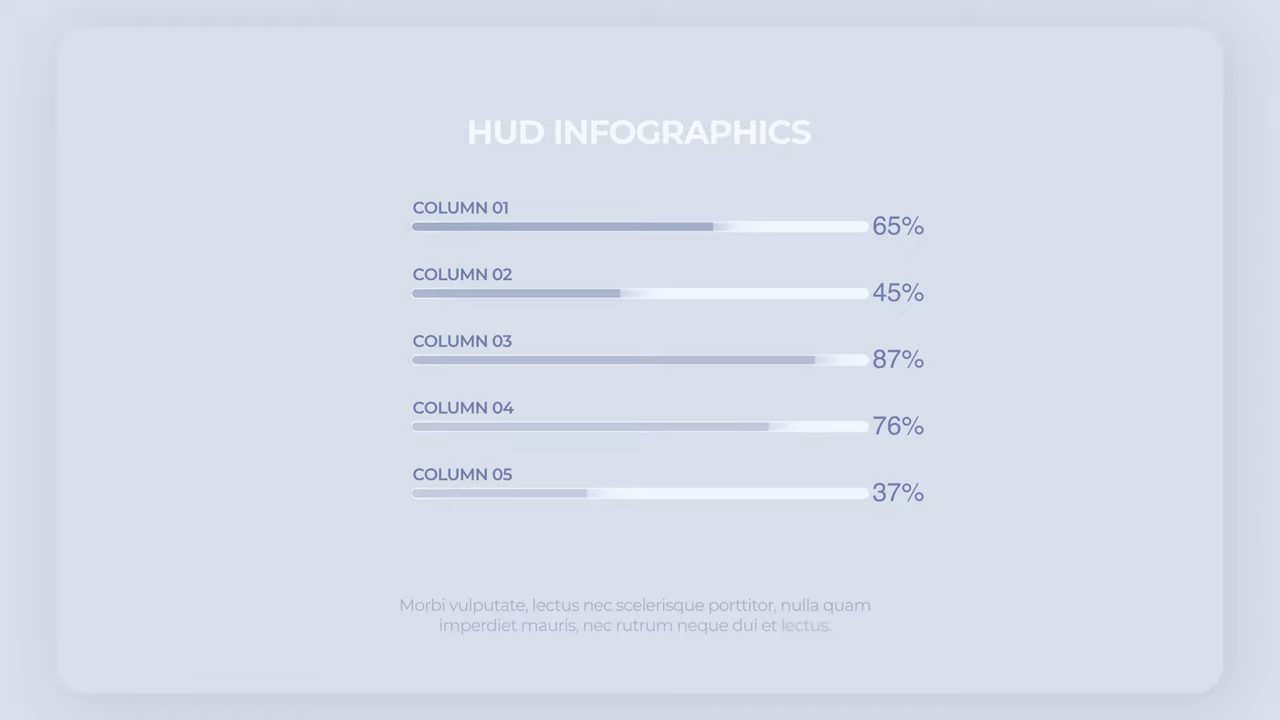 HUD INFOGRAPHICS
COLUMN 01
65%
COLUMN 02
45%
COLUMN 03
87%
COLUMN 04
76%
COLUMN 05
37%
Morbi vulputate, lectus nec scelerisque porttitor, nulla quam
imperdiet mauris, nec rutrum neque dui et lectus.